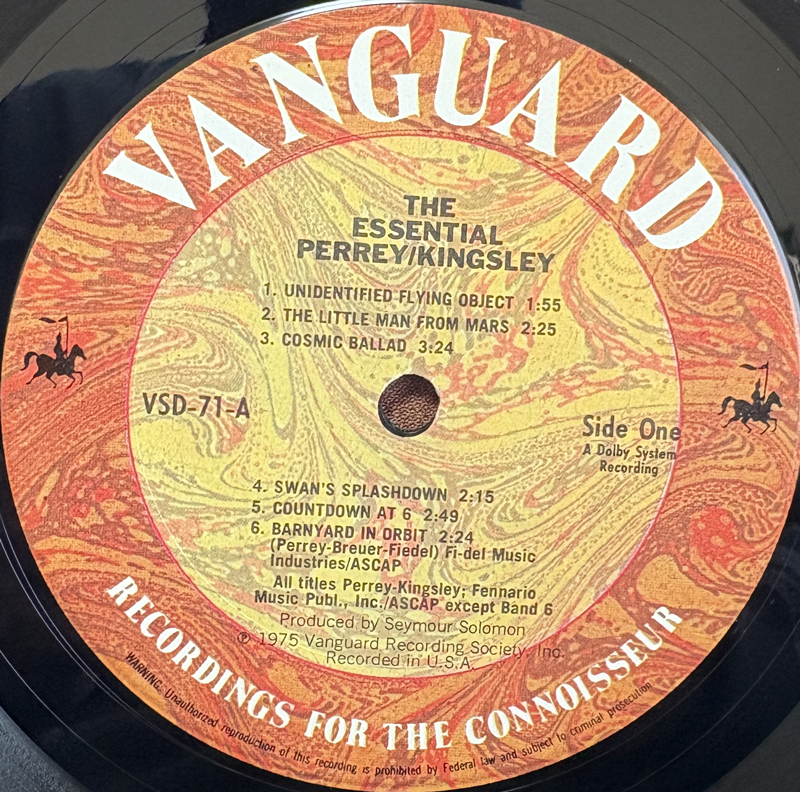 VANGUARD
THE
ESSENTIAL
PERREY/KINGSLEY
1. UNIDENTIFIED FLYING OBJECT 1:55
2. THE LITTLE MAN FROM MARS 2:25
3. COSMIC BALLAD 3:24
VSD-71-A
Side One
A Dolby System
Recording
4. SWAN'S SPLASHDOWN 2:15
5. COUNTDOWN AT 6 2:49
6. BARNYARD IN ORBIT 2:24
(Perrey-Breuer-Fiedel) Fi-del Music
Industries/ASCAP
All titles Perrey-Kingsley; Fennario
Music Publ., Inc./ASCAP except Band 6
Produced by Seymour Solomon
℗ 1975 Vanguard Recording Society, Inc.
Recorded in U.S.A.
RECORDINGS FOR THE CONNOISSEUR
WARNING: Unauthorized reproduction of this recording is prohibited by Federal law and subject to criminal prosecution